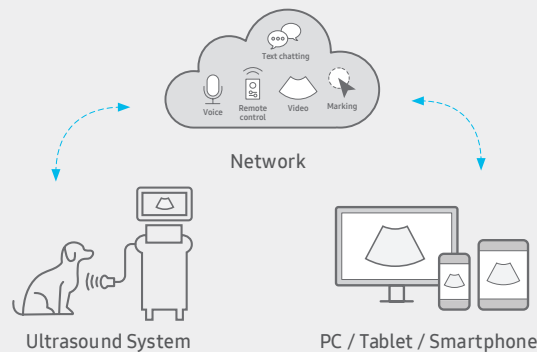 Text chatting
Voice
Remote
control
Video
Marking
Network
Ultrasound System
PC / Tablet / Smartphone